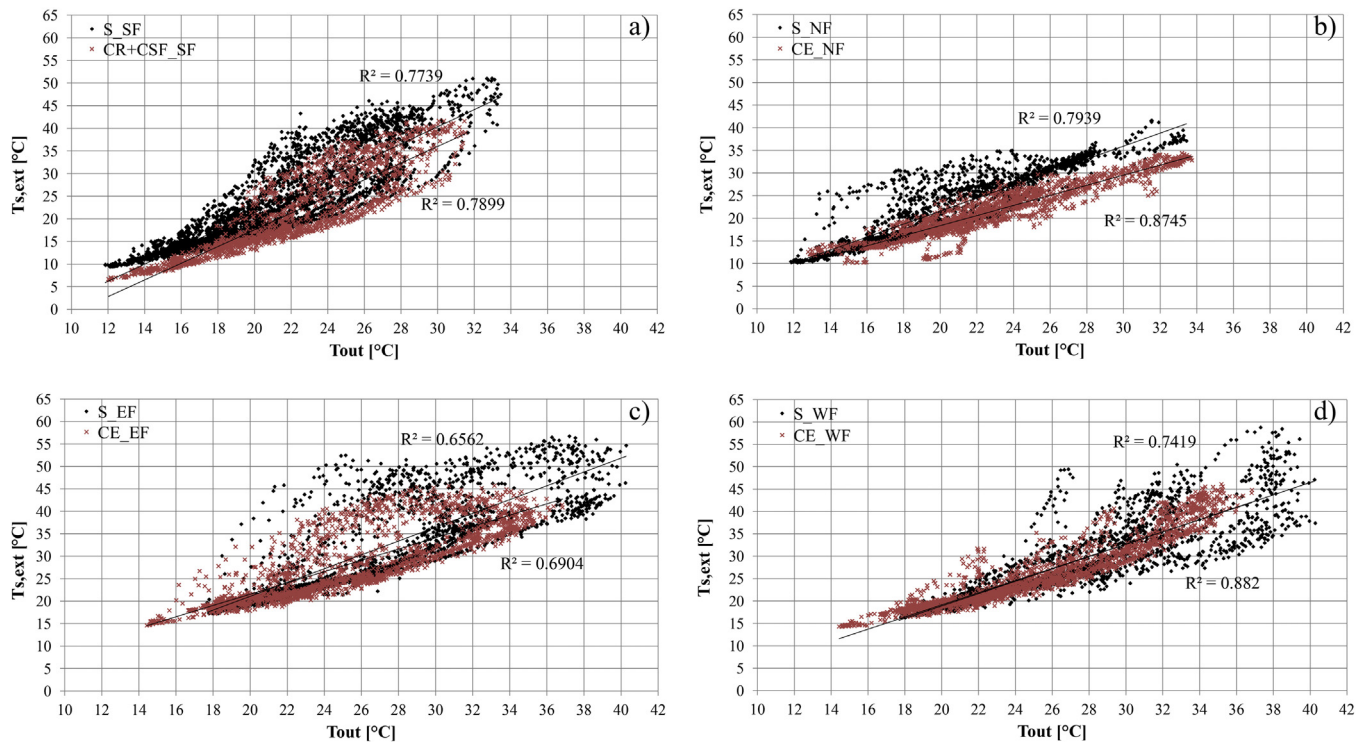 a)
S_SF
CR+CSF_SF
R² = 0.7739
R² = 0.7899
65
60
55
50
45
40
35
30
25
20
15
10
5
0
10 12 14 16 18 20 22 24 26 28 30 32 34 36 38 40 42
Ts,ext [°C]
Tout [°C]
b)
S_NF
CE_NF
R² = 0.7939
R² = 0.8745
65
60
55
50
45
40
35
30
25
20
15
10
5
0
10 12 14 16 18 20 22 24 26 28 30 32 34 36 38 40 42
Ts,ext [°C]
Tout [°C]
c)
S_EF
CE_EF
R² = 0.6562
R² = 0.6904
65
60
55
50
45
40
35
30
25
20
15
10
5
0
10 12 14 16 18 20 22 24 26 28 30 32 34 36 38 40 42
Ts,ext [°C]
Tout [°C]
d)
S_WF
CE_WF
R² = 0.7419
R² = 0.882
65
60
55
50
45
40
35
30
25
20
15
10
5
0
10 12 14 16 18 20 22 24 26 28 30 32 34 36 38 40 42
Ts,ext [°C]
Tout [°C]